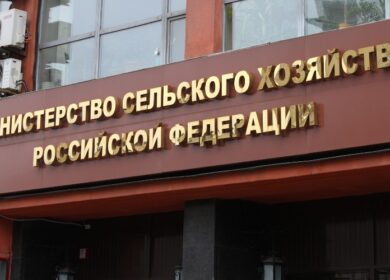 НИСТЕРСТВО СЕЛЬСКОГО ХОЗЯЙСТВ
РОССИЙСКОЙ ФЕДЕРАЦИИ